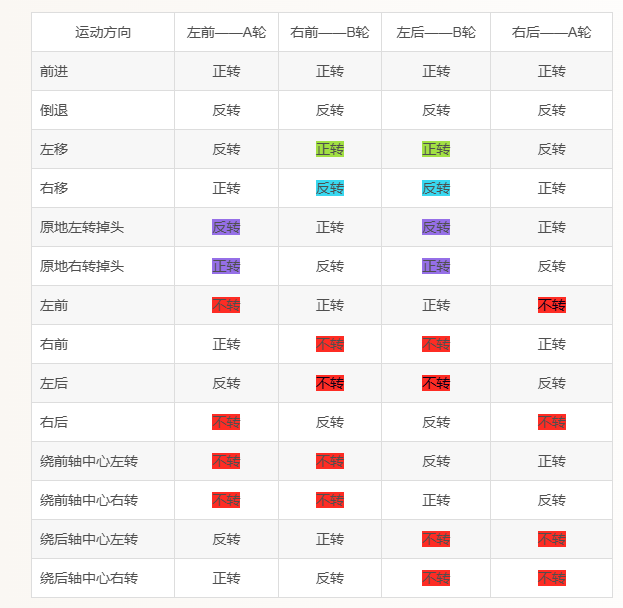 运动方向 左前——A轮 右前——B轮 左后——B轮 右后——A轮
前进 正转 正转 正转 正转
倒退 反转 反转 反转 反转
左移 反转 正转 正转 反转
右移 正转 反转 反转 正转
原地左转掉头 反转 正转 反转 正转
原地右转掉头 正转 反转 正转 反转
左前 不转 正转 正转 不转
右前 正转 不转 不转 正转
左后 反转 不转 不转 反转
右后 不转 反转 反转 不转
绕前轴中心左转 不转 不转 反转 正转
绕前轴中心右转 不转 不转 正转 反转
绕后轴中心左转 反转 正转 不转 不转
绕后轴中心右转 正转 反转 不转 不转